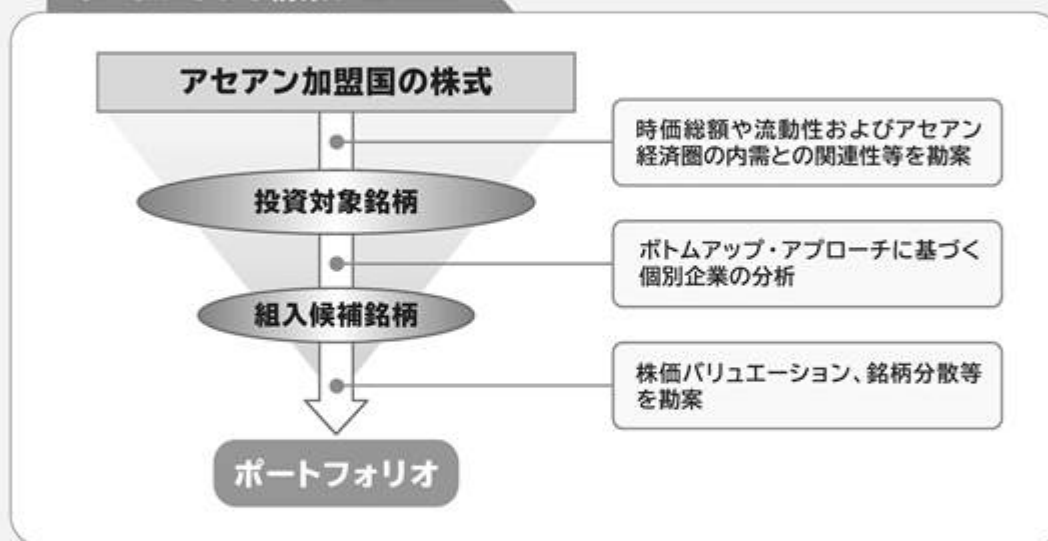 アセアン加盟国の株式
時価総額や流動性およびアセアン
経済圏の内需との関連性等を勘案
投資対象銘柄
ボトムアップ・アプローチに基づく
個別企業の分析
組入候補銘柄
株価バリュエーション、銘柄分散等
を勘案
ポートフォリオ